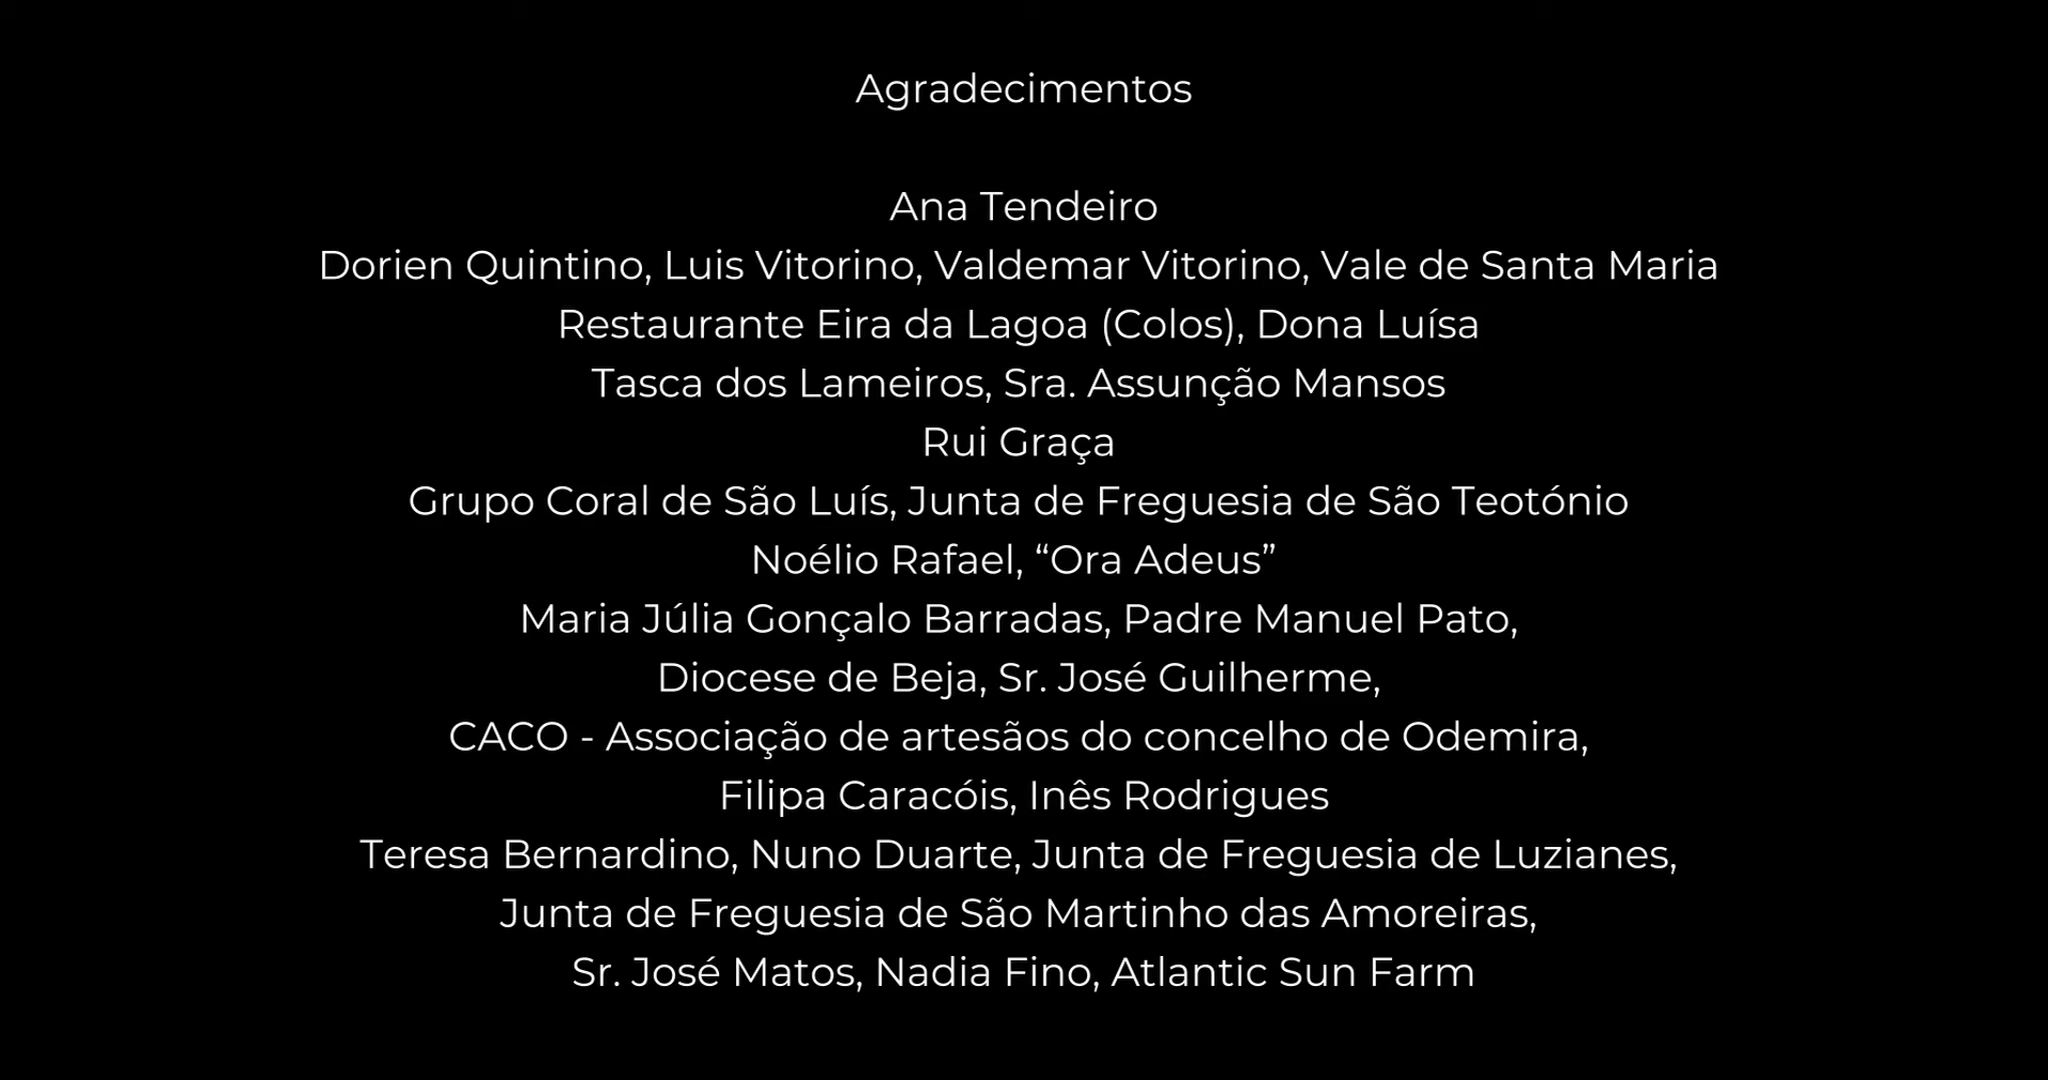 Agradecimentos
Ana Tendeiro
Dorien Quintino, Luis Vitorino, Valdemar Vitorino, Vale de Santa Maria
Restaurante Eira da Lagoa (Colos), Dona Luísa
Tasca dos Lameiros, Sra. Assunção Mansos
Rui Graça
Grupo Coral de São Luís, Junta de Freguesia de São Teotónio
Noélio Rafael, “Ora Adeus”
Maria Júlia Gonçalo Barradas, Padre Manuel Pato,
Diocese de Beja, Sr. José Guilherme,
CACO - Associação de artesãos do concelho de Odemira,
Filipa Caracóis, Inês Rodrigues
Teresa Bernardino, Nuno Duarte, Junta de Freguesia de Luzianes,
Junta de Freguesia de São Martinho das Amoreiras,
Sr. José Matos, Nadia Fino, Atlantic Sun Farm